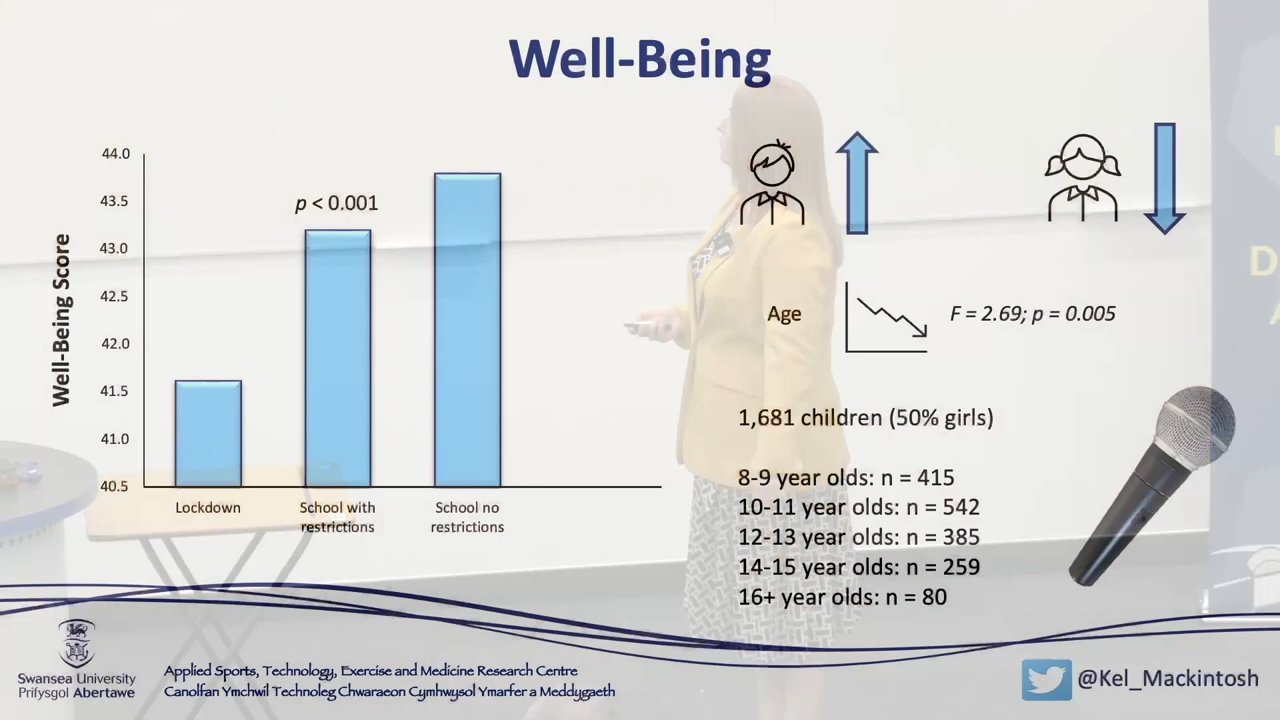 Well-Being
44.0
43.5
43.0
42.5
42.0
41.5
41.0
40.5
Well-Being Score
p < 0.001
Lockdown
School with
restrictions
School no
restrictions
Age
F = 2.69; p = 0.005
1,681 children (50% girls)
8-9 year olds: n = 415
10-11 year olds: n = 542
12-13 year olds: n = 385
14-15 year olds: n = 259
16+ year olds: n = 80
Swansea University
Prifysgol Abertawe
Applied Sports, Technology, Exercise and Medicine Research Centre
Canolfan Ymchwil Technoleg Chwaraeon Cymhwysol Ymarfer a Meddygaeth
@Kel_Mackintosh